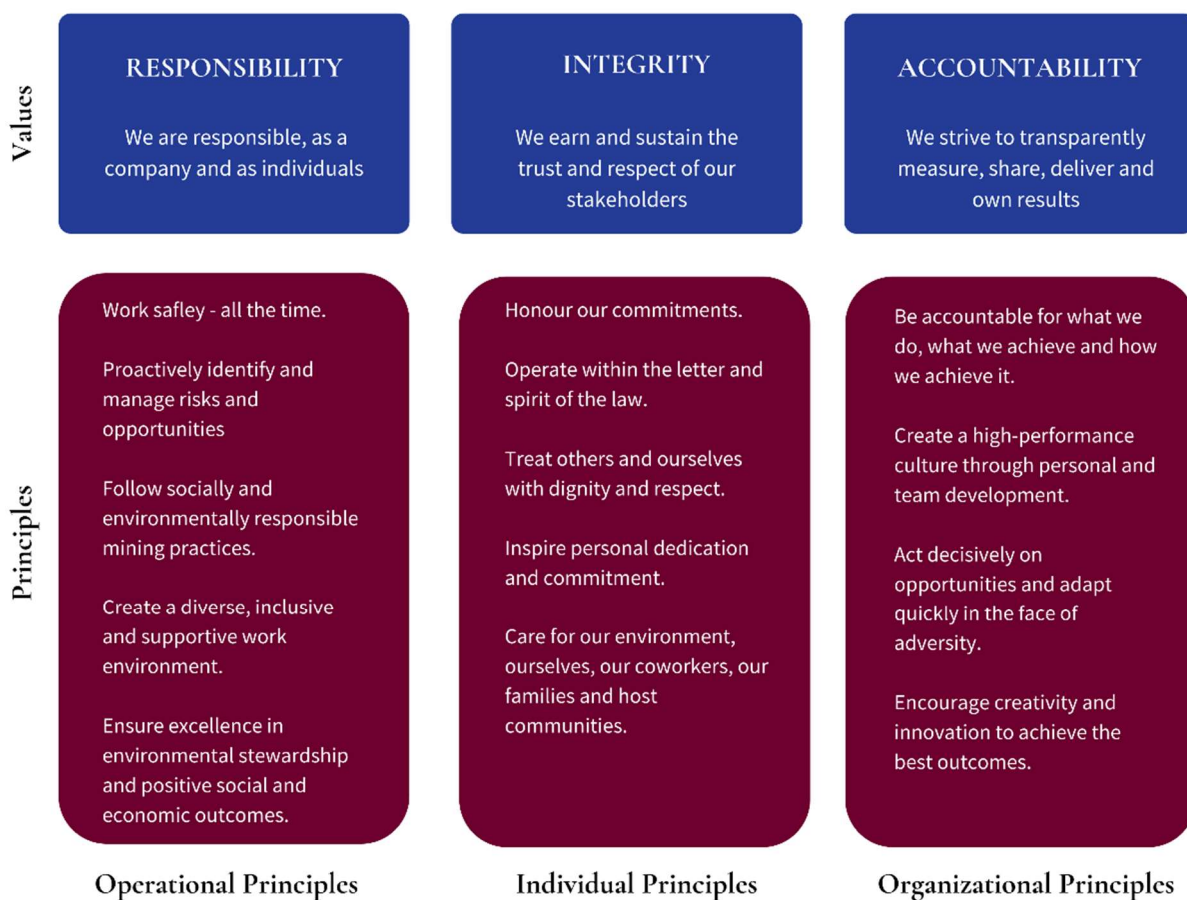 Values
RESPONSIBILITY
We are responsible, as a
company and as individuals
INTEGRITY
We earn and sustain the
trust and respect of our
stakeholders
ACCOUNTABILITY
We strive to transparently
measure, share, deliver and
own results
Principles
Work safley - all the time.
Proactively identify and
manage risks and
opportunities
Follow socially and
environmentally responsible
mining practices.
Create a diverse, inclusive
and supportive work
environment.
Ensure excellence in
environmental stewardship
and positive social and
economic outcomes.
Operational Principles
Honour our commitments.
Operate within the letter and
spirit of the law.
Treat others and ourselves
with dignity and respect.
Inspire personal dedication
and commitment.
Care for our environment,
ourselves, our coworkers, our
families and host
communities.
Individual Principles
Be accountable for what we
do, what we achieve and how
we achieve it.
Create a high-performance
culture through personal and
team development.
Act decisively on
opportunities and adapt
quickly in the face of
adversity.
Encourage creativity and
innovation to achieve the
best outcomes.
Organizational Principles